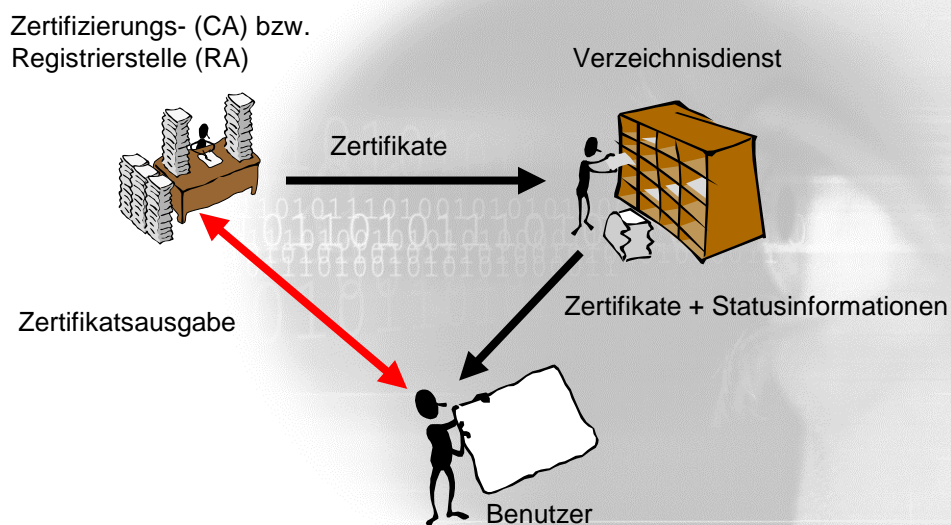 Zertifizierungs- (CA) bzw.
Registrierstelle (RA)
Verzeichnisdienst
Zertifikate
Zertifikatsausgabe
Zertifikate + Statusinformationen
Benutzer